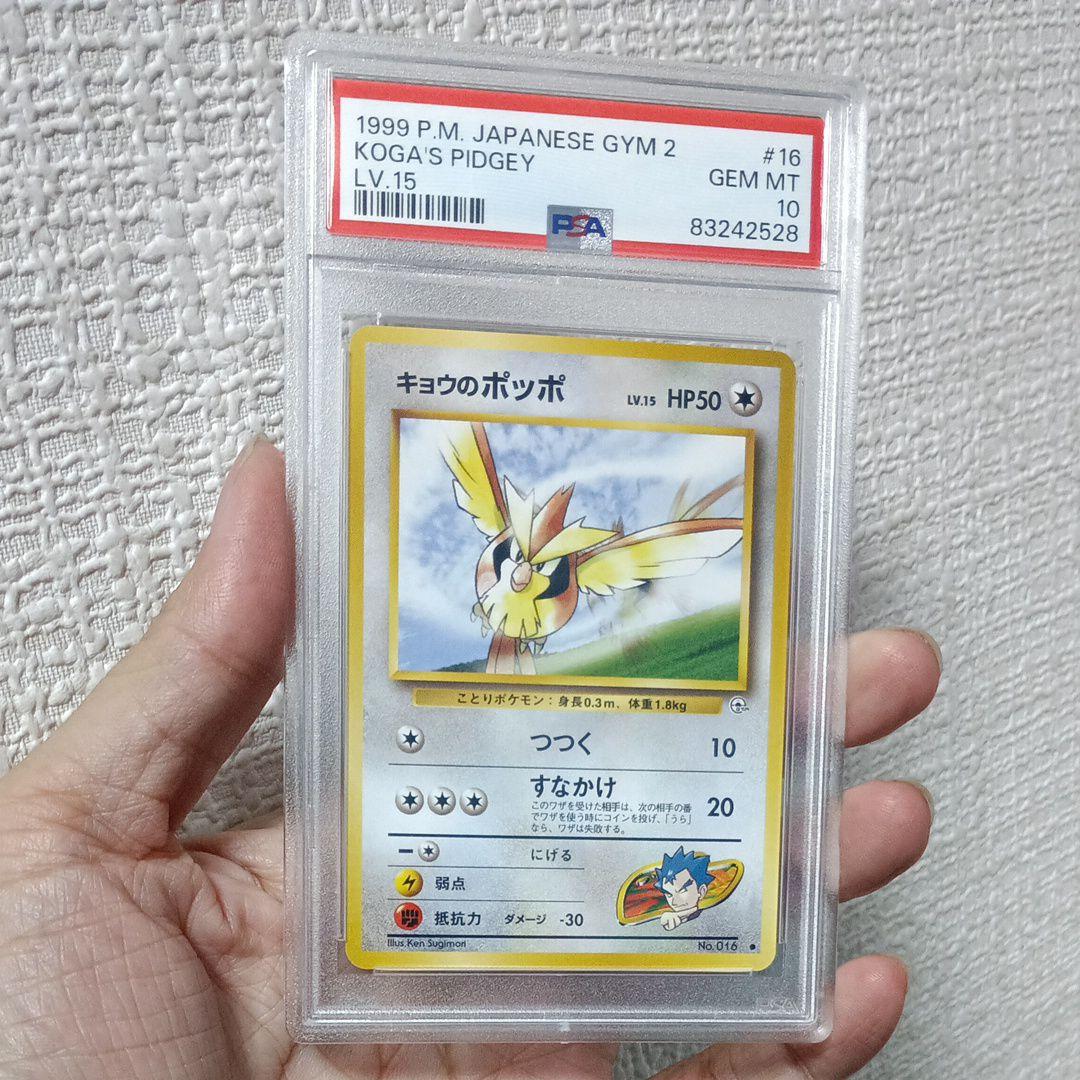 1999 P.M. JAPANESE GYM 2 #16
KOGA'S PIDGEY GEM MT
LV.15 10
PSA 83242528
キョウのポッポ LV.15 HP50
ことりポケモン：身長0.3m、体重1.8kg
つつく 10
すなかけ 20
このワザを受けた相手は、次の相手の番
でワザを使う時にコインを投げ、「うら」
なら、ワザは失敗する。
にげる
弱点
抵抗力 ダメージ -30
Illus. Ken Sugimori No. 016
PSA